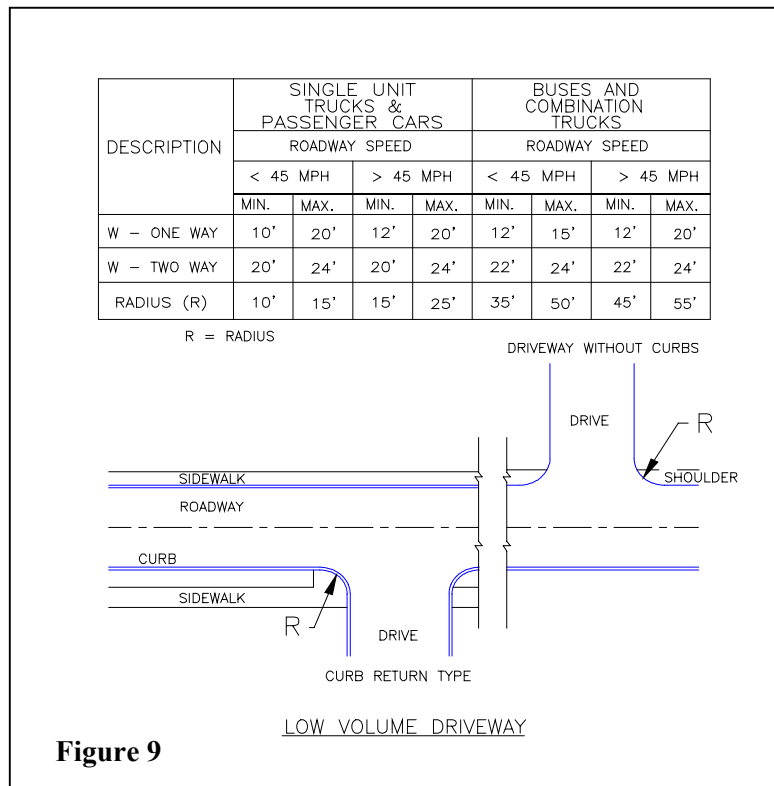 DESCRIPTION
SINGLE UNIT
TRUCKS &
PASSENGER CARS
BUSES AND
COMBINATION
TRUCKS
ROADWAY SPEED ROADWAY SPEED
< 45 MPH > 45 MPH < 45 MPH > 45 MPH
MIN. MAX. MIN. MAX. MIN. MAX. MIN. MAX.
W - ONE WAY 10' 20' 12' 20' 12' 15' 12' 20'
W - TWO WAY 20' 24' 20' 24' 22' 24' 22' 24'
RADIUS (R) 10' 15' 15' 25' 35' 50' 45' 55'
R = RADIUS
DRIVEWAY WITHOUT CURBS
DRIVE
R
SIDEWALK
SHOULDER
ROADWAY
CURB
SIDEWALK
R
DRIVE
CURB RETURN TYPE
LOW VOLUME DRIVEWAY
Figure 9